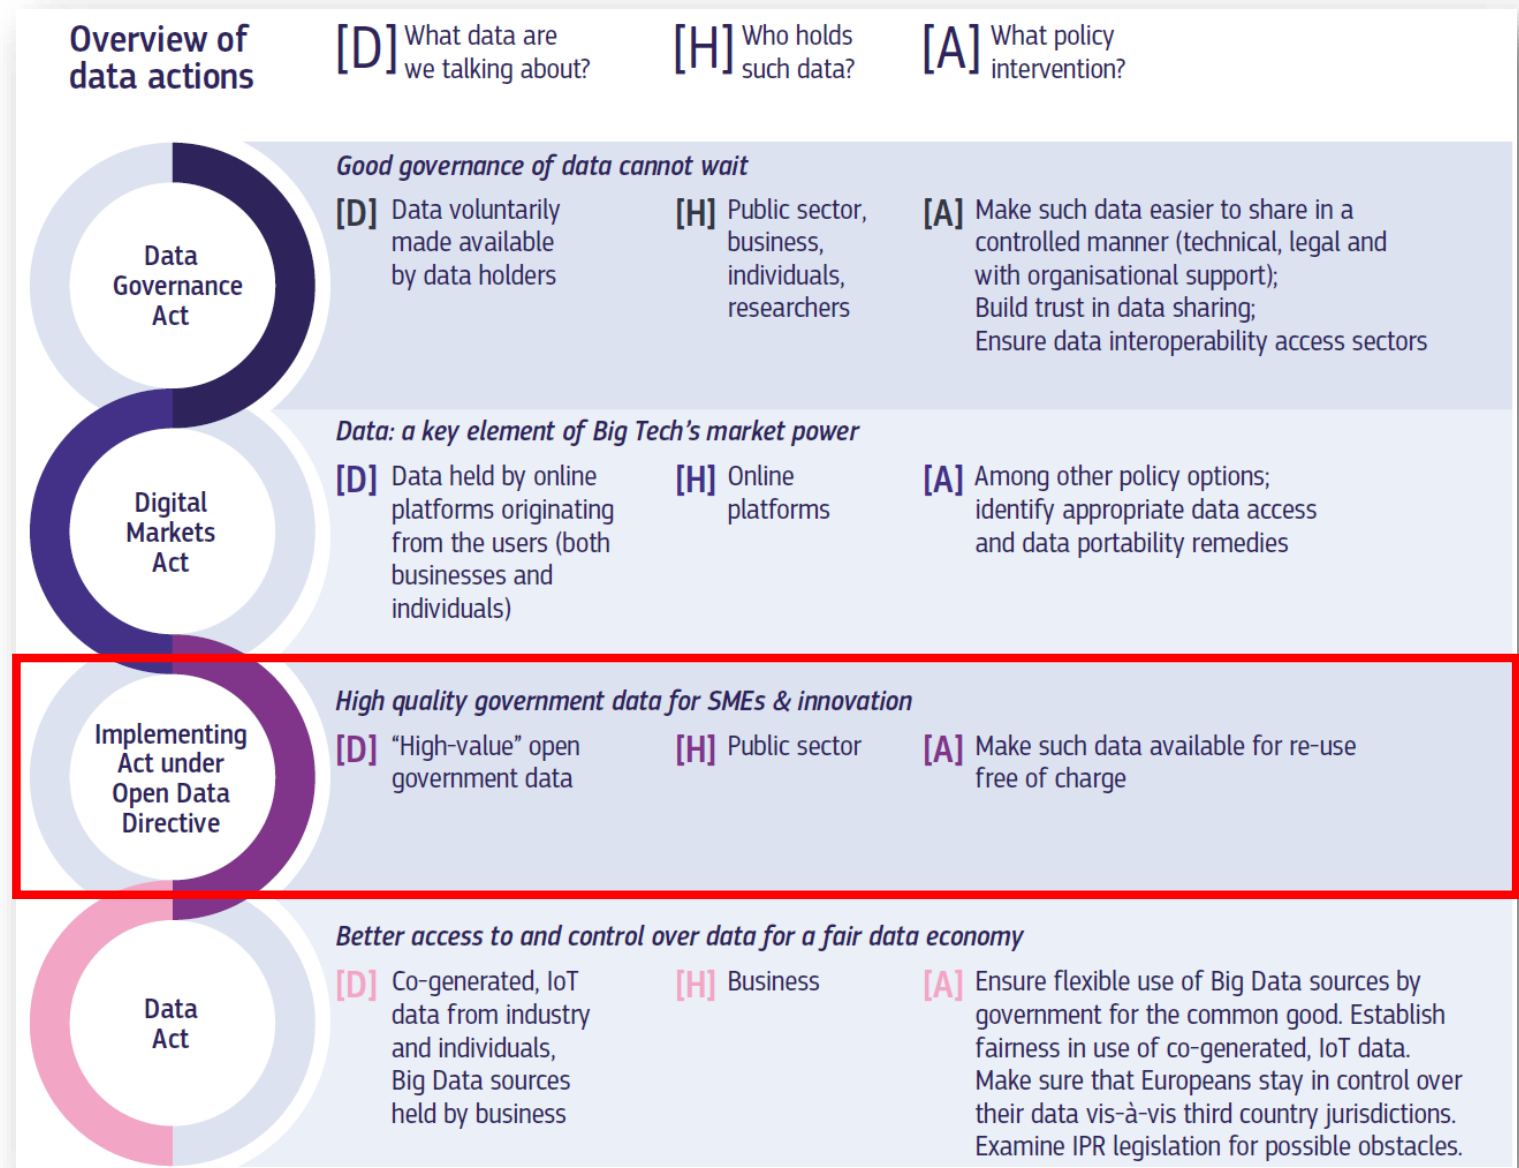 Overview of
data actions
[D] What data are
we talking about?
[H] Who holds
such data?
[A] What policy
intervention?
Data
Governance
Act
Good governance of data cannot wait
[D] Data voluntarily
made available
by data holders
[H] Public sector,
business,
individuals,
researchers
[A] Make such data easier to share in a
controlled manner (technical, legal and
with organisational support);
Build trust in data sharing;
Ensure data interoperability access sectors
Digital
Markets
Act
Data: a key element of Big Tech's market power
[D] Data held by online
platforms originating
from the users (both
businesses and
individuals)
[H] Online
platforms
[A] Among other policy options;
identify appropriate data access
and data portability remedies
Implementing
Act under
Open Data
Directive
High quality government data for SMEs & innovation
[D] “High-value” open
government data
[H] Public sector
[A] Make such data available for re-use
free of charge
Data
Act
Better access to and control over data for a fair data economy
[D] Co-generated, IoT
data from industry
and individuals,
Big Data sources
held by business
[H] Business
[A] Ensure flexible use of Big Data sources by
government for the common good. Establish
fairness in use of co-generated, IoT data.
Make sure that Europeans stay in control over
their data vis-à-vis third country jurisdictions.
Examine IPR legislation for possible obstacles.